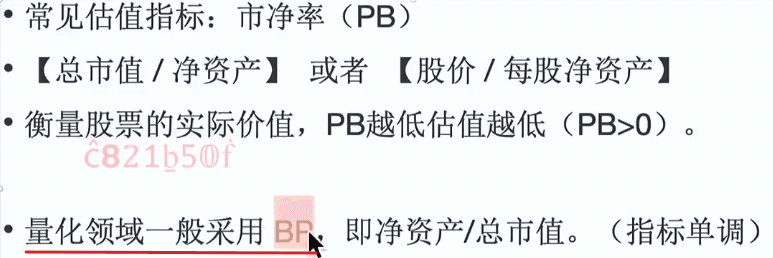 • 常见估值指标：市净率（PB）
• 【总市值 / 净资产】 或者 【股价 / 每股净资产】
• 衡量股票的实际价值，PB越低估值越低（PB>0）。
ĉ821ḇ5𝕆ḟ
• 量化领域一般采用 BP，即净资产/总市值。（指标单调）